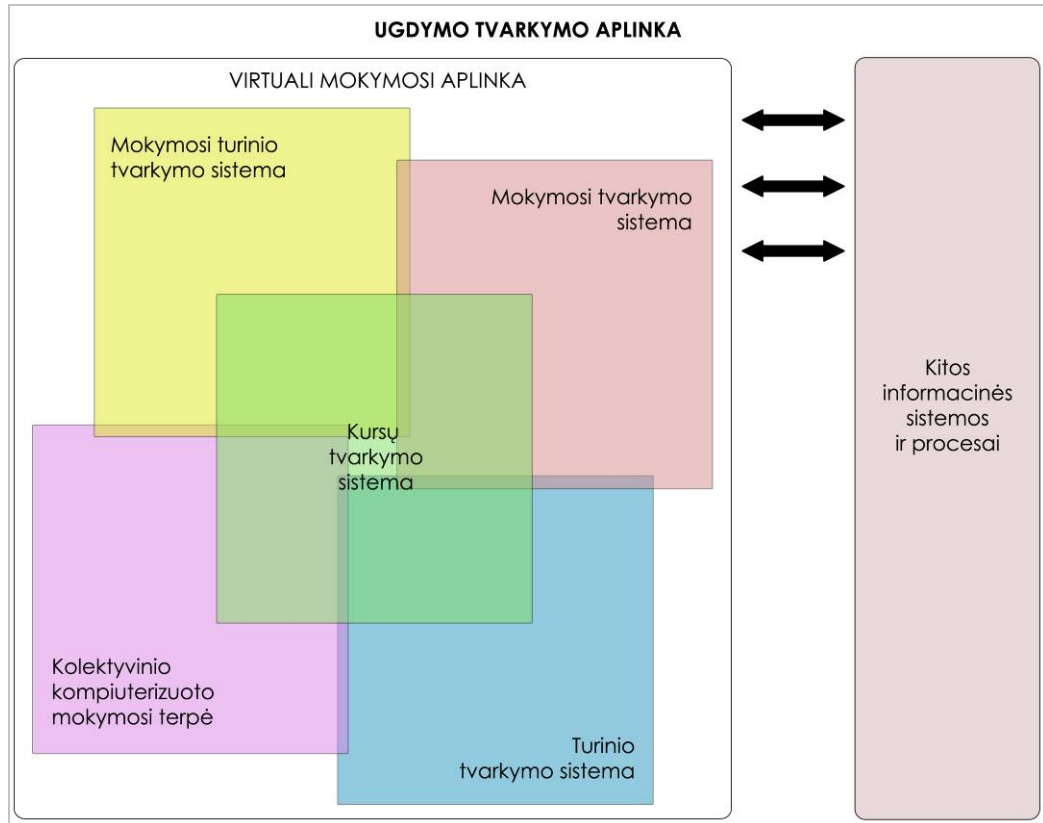 UGDYMO TVARKYMO APLINKA
VIRTUALI MOKYMOSI APLINKA
Mokymosi turinio
tvarkymo sistema
Mokymosi tvarkymo
sistema
Kursų
tvarkymo
sistema
Kolektyvinio
kompiuterizuoto
mokymosi terpė
Turinio
tvarkymo sistema
Kitos
informacinės
sistemos
ir procesai